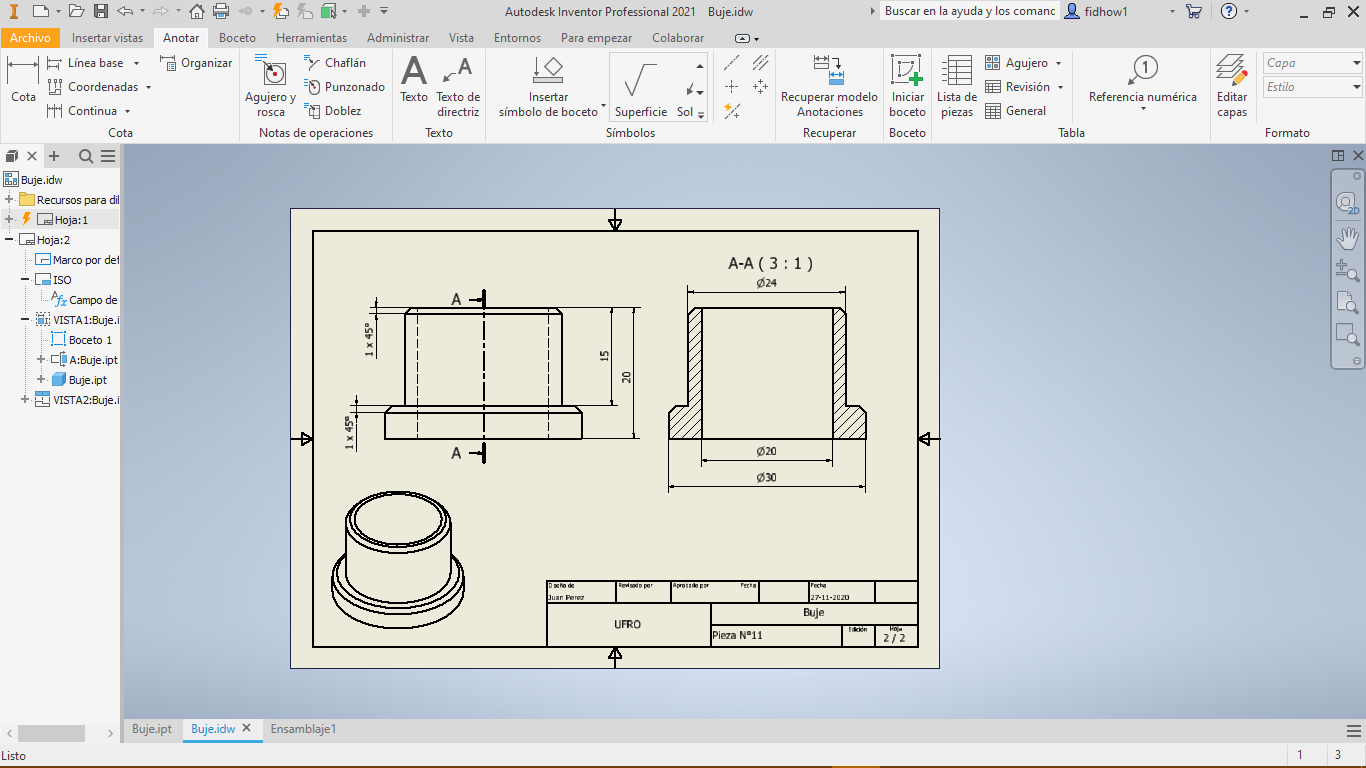 Autodesk Inventor Professional 2021 Buje.idw
Buscar en la ayuda y los comanc
fidhow1
Archivo Insertar vistas Anotar Boceto Herramientas Administrar Vista Entornos Para empezar Colaborar
Cota
Línea base
Coordenadas
Continua
Organizar
Cota
Agujero y
rosca
Chaflán
Punzonado
Doblez
Notas de operaciones
Texto
Texto de
directriz
Texto
Insertar
símbolo de boceto
Superficie
Sol
Símbolos
Recuperar modelo
Anotaciones
Recuperar
Iniciar
boceto
Boceto
Lista de
piezas
Agujero
Revisión
General
1
Referencia numérica
Tabla
Editar
capas
Capa
Estilo
Formato
Buje.idw
Recursos para di
Hoja:1
Hoja:2
Marco por def
ISO
Campo de
VISTA1:Buje.i
Boceto 1
A:Buje.ipt
Buje.ipt
VISTA2:Buje.i
2D
A
A
1 x 45°
1 x 45°
15
20
A-A ( 3 : 1 )
Ø24
Ø20
Ø30
Diseño de
Juan Perez
Revisado por
Aprobado por
Fecha
Fecha
27-11-2020
UFRO
Buje
Pieza N°11
Edición
Hoja
2 / 2
Buje.ipt Buje.idw Ensamblaje1
Listo
1 3